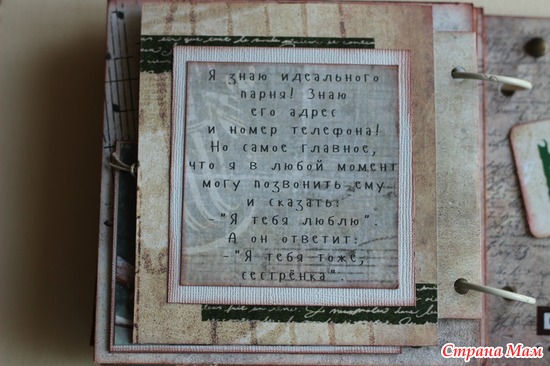 Я знаю идеального
парня! Знаю
его адрес
и номер телефона!
Но самое главное,
что я в любой момент
могу позвонить ему
и сказать:
-"Я тебя люблю".
А он ответит:
-"Я тебя тоже,
сестрёнка".
Страна Мам